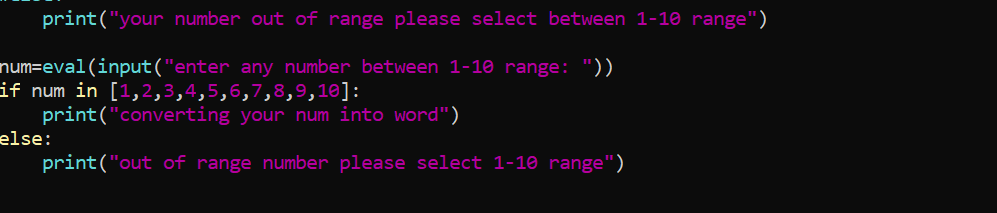 print("your number out of range please select between 1-10 range")
num=eval(input("enter any number between 1-10 range: "))
if num in [1,2,3,4,5,6,7,8,9,10]:
    print("converting your num into word")
else:
    print("out of range number please select 1-10 range")